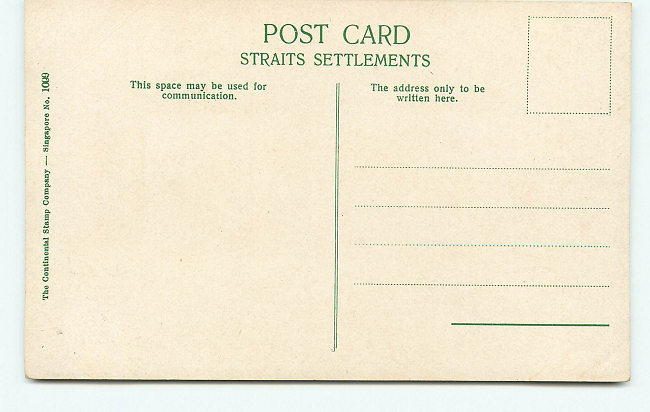 POST CARD
STRAITS SETTLEMENTS
This space may be used for
communication.
The address only to be
written here.
The Continental Stamp Company — Singapore No. 1099